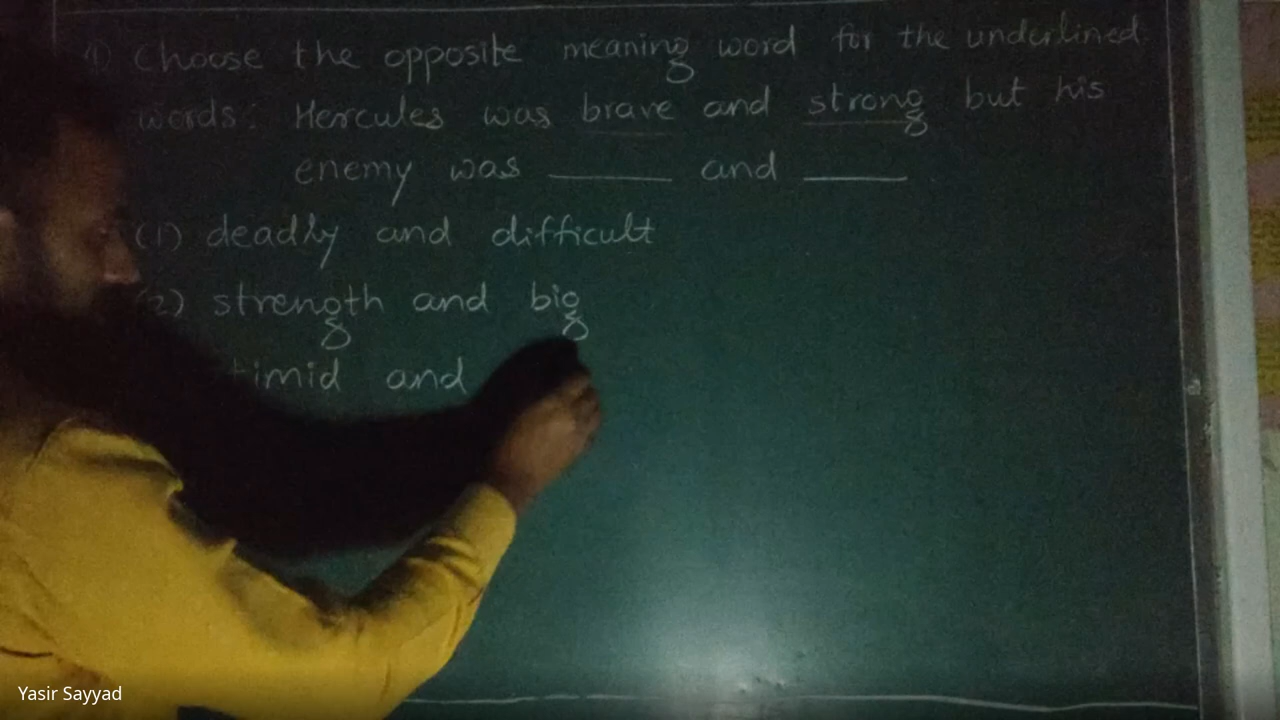 1) Choose the opposite meaning word for the underlined
words: Hercules was brave and strong but his
enemy was ______ and ______
(1) deadly and difficult
(2) strength and big
timid and
Yasir Sayyad